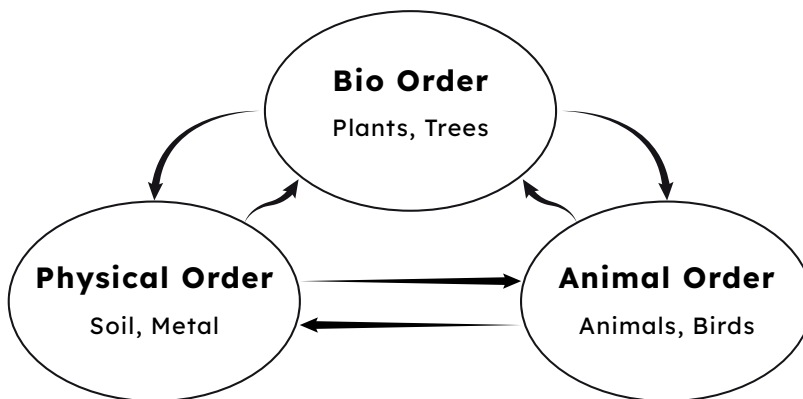 Bio Order
Plants, Trees
Physical Order
Soil, Metal
Animal Order
Animals, Birds